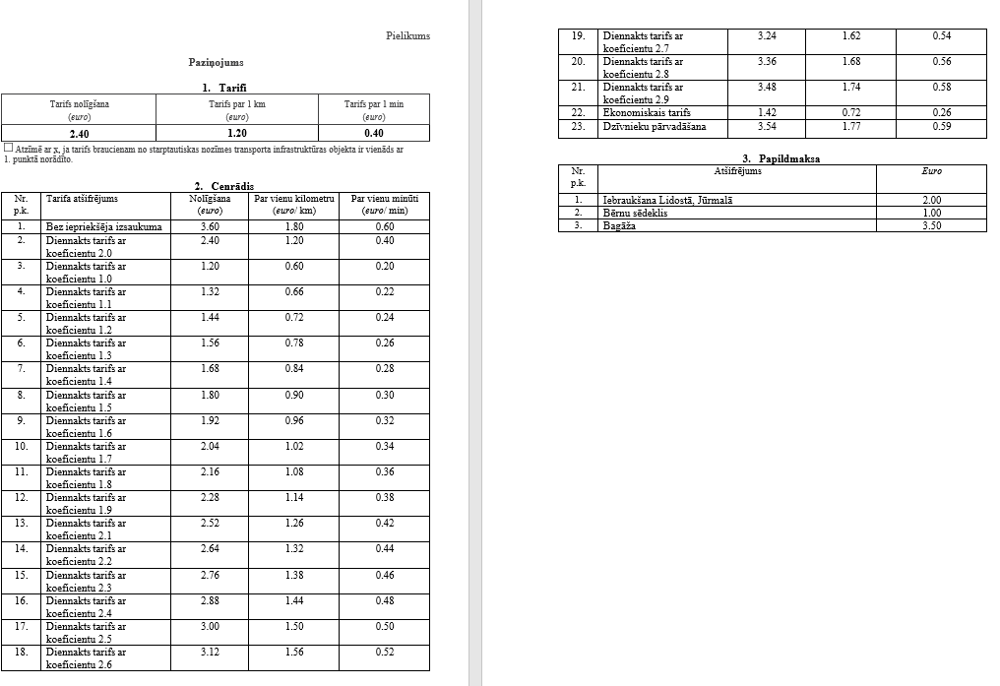 Pielikums
Paziņojums
1. Tarifi
Tarifs nolīgšana Tarifs par 1 km Tarifs par 1 min
(euro) (euro) (euro)
2.40 1.20 0.40
☐ Atzīmē ar x, ja tarifs braucienam no starptautiskas nozīmes transporta infrastruktūras objekta ir vienāds ar
1. punktā norādīto.
2. Cenrādis
Nr. Tarifa atšifrējums Nolīgšana Par vienu kilometru Par vienu minūti
p.k. (euro) (euro/ km) (euro/ min)
1. Bez iepriekšēja izsaukuma 3.60 1.80 0.60
2. Diennakts tarifs ar 2.40 1.20 0.40
koeficientu 2.0
3. Diennakts tarifs ar 1.20 0.60 0.20
koeficientu 1.0
4. Diennakts tarifs ar 1.32 0.66 0.22
koeficientu 1.1
5. Diennakts tarifs ar 1.44 0.72 0.24
koeficientu 1.2
6. Diennakts tarifs ar 1.56 0.78 0.26
koeficientu 1.3
7. Diennakts tarifs ar 1.68 0.84 0.28
koeficientu 1.4
8. Diennakts tarifs ar 1.80 0.90 0.30
koeficientu 1.5
9. Diennakts tarifs ar 1.92 0.96 0.32
koeficientu 1.6
10. Diennakts tarifs ar 2.04 1.02 0.34
koeficientu 1.7
11. Diennakts tarifs ar 2.16 1.08 0.36
koeficientu 1.8
12. Diennakts tarifs ar 2.28 1.14 0.38
koeficientu 1.9
13. Diennakts tarifs ar 2.52 1.26 0.42
koeficientu 2.1
14. Diennakts tarifs ar 2.64 1.32 0.44
koeficientu 2.2
15. Diennakts tarifs ar 2.76 1.38 0.46
koeficientu 2.3
16. Diennakts tarifs ar 2.88 1.44 0.48
koeficientu 2.4
17. Diennakts tarifs ar 3.00 1.50 0.50
koeficientu 2.5
18. Diennakts tarifs ar 3.12 1.56 0.52
koeficientu 2.6
19. Diennakts tarifs ar 3.24 1.62 0.54
koeficientu 2.7
20. Diennakts tarifs ar 3.36 1.68 0.56
koeficientu 2.8
21. Diennakts tarifs ar 3.48 1.74 0.58
koeficientu 2.9
22. Ekonomiskais tarifs 1.42 0.72 0.26
23. Dzīvnieku pārvadāšana 3.54 1.77 0.59
3. Papildmaksa
Nr. Atšifrējums Euro
p.k.
1. Iebraukšana Lidostā, Jūrmalā 2.00
2. Bērnu sēdeklis 1.00
3. Bagāža 3.50